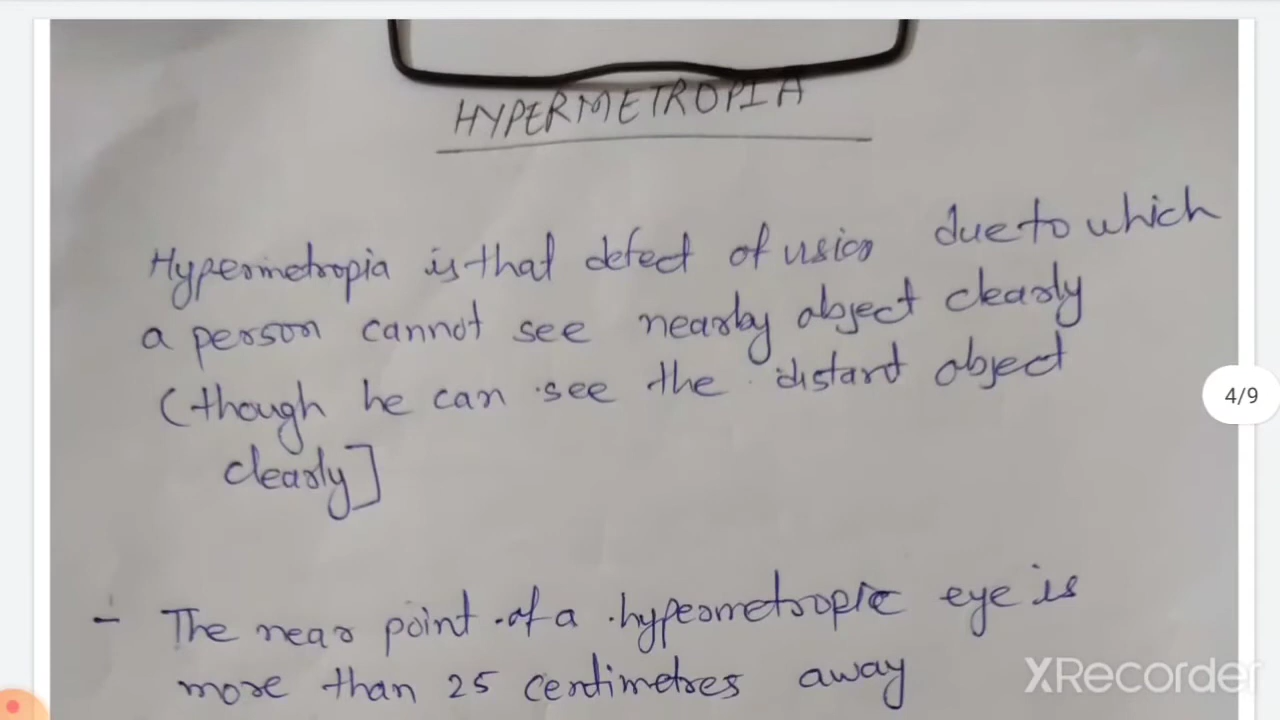 HYPERMETROPIA
Hypermetropia is that defect of vision due to which
a person cannot see nearby object clearly
(though he can see the distant object
clearly]
4/9
- The near point of a hypermetropic eye is
more than 25 centimetres away
XRecorder